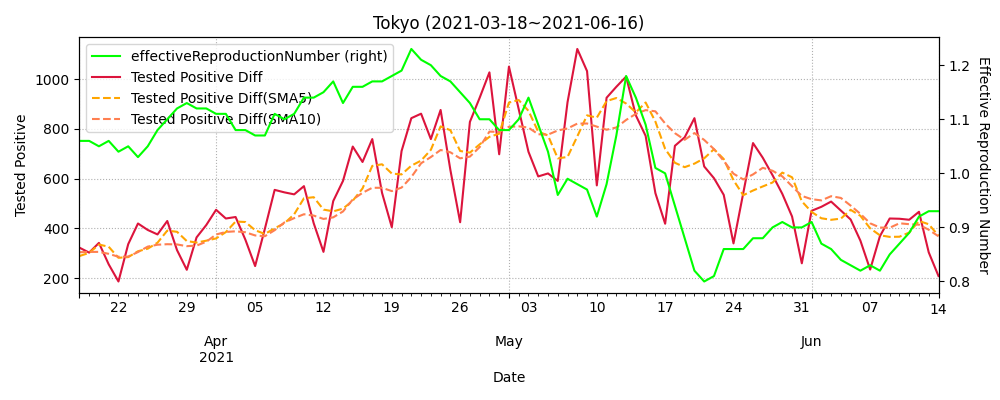 Tokyo (2021-03-18~2021-06-16)
effectiveReproductionNumber (right)
Tested Positive Diff
Tested Positive Diff(SMA5)
Tested Positive Diff(SMA10)
Tested Positive
1000
800
600
400
200
1.2
1.1
1.0
0.9
0.8
Effective Reproduction Number
22 29 05 12 19 26 03 10 17 24 31 07 14
Apr May Jun
2021
Date